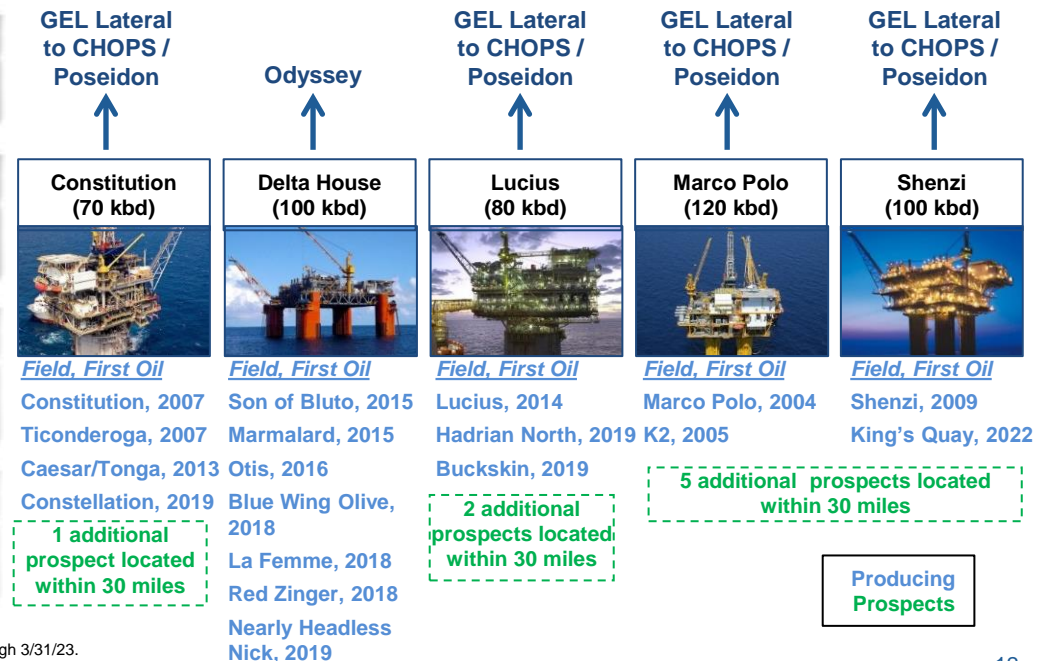 GEL Lateral
to CHOPS /
Poseidon
Odyssey
GEL Lateral
to CHOPS /
Poseidon
GEL Lateral
to CHOPS /
Poseidon
GEL Lateral
to CHOPS /
Poseidon
Constitution
(70 kbd)
Delta House
(100 kbd)
Lucius
(80 kbd)
Marco Polo
(120 kbd)
Shenzi
(100 kbd)
Field, First Oil
Constitution, 2007
Ticonderoga, 2007
Caesar/Tonga, 2013
Constellation, 2019
1 additional
prospect located
within 30 miles
Field, First Oil
Son of Bluto, 2015
Marmalard, 2015
Otis, 2016
Blue Wing Olive,
2018
La Femme, 2018
Red Zinger, 2018
Nearly Headless
Nick, 2019
Field, First Oil
Lucius, 2014
Hadrian North, 2019
Buckskin, 2019
2 additional
prospects located
within 30 miles
Field, First Oil
Marco Polo, 2004
K2, 2005
Field, First Oil
Shenzi, 2009
King's Quay, 2022
5 additional prospects located
within 30 miles
Producing
Prospects
gh 3/31/23.